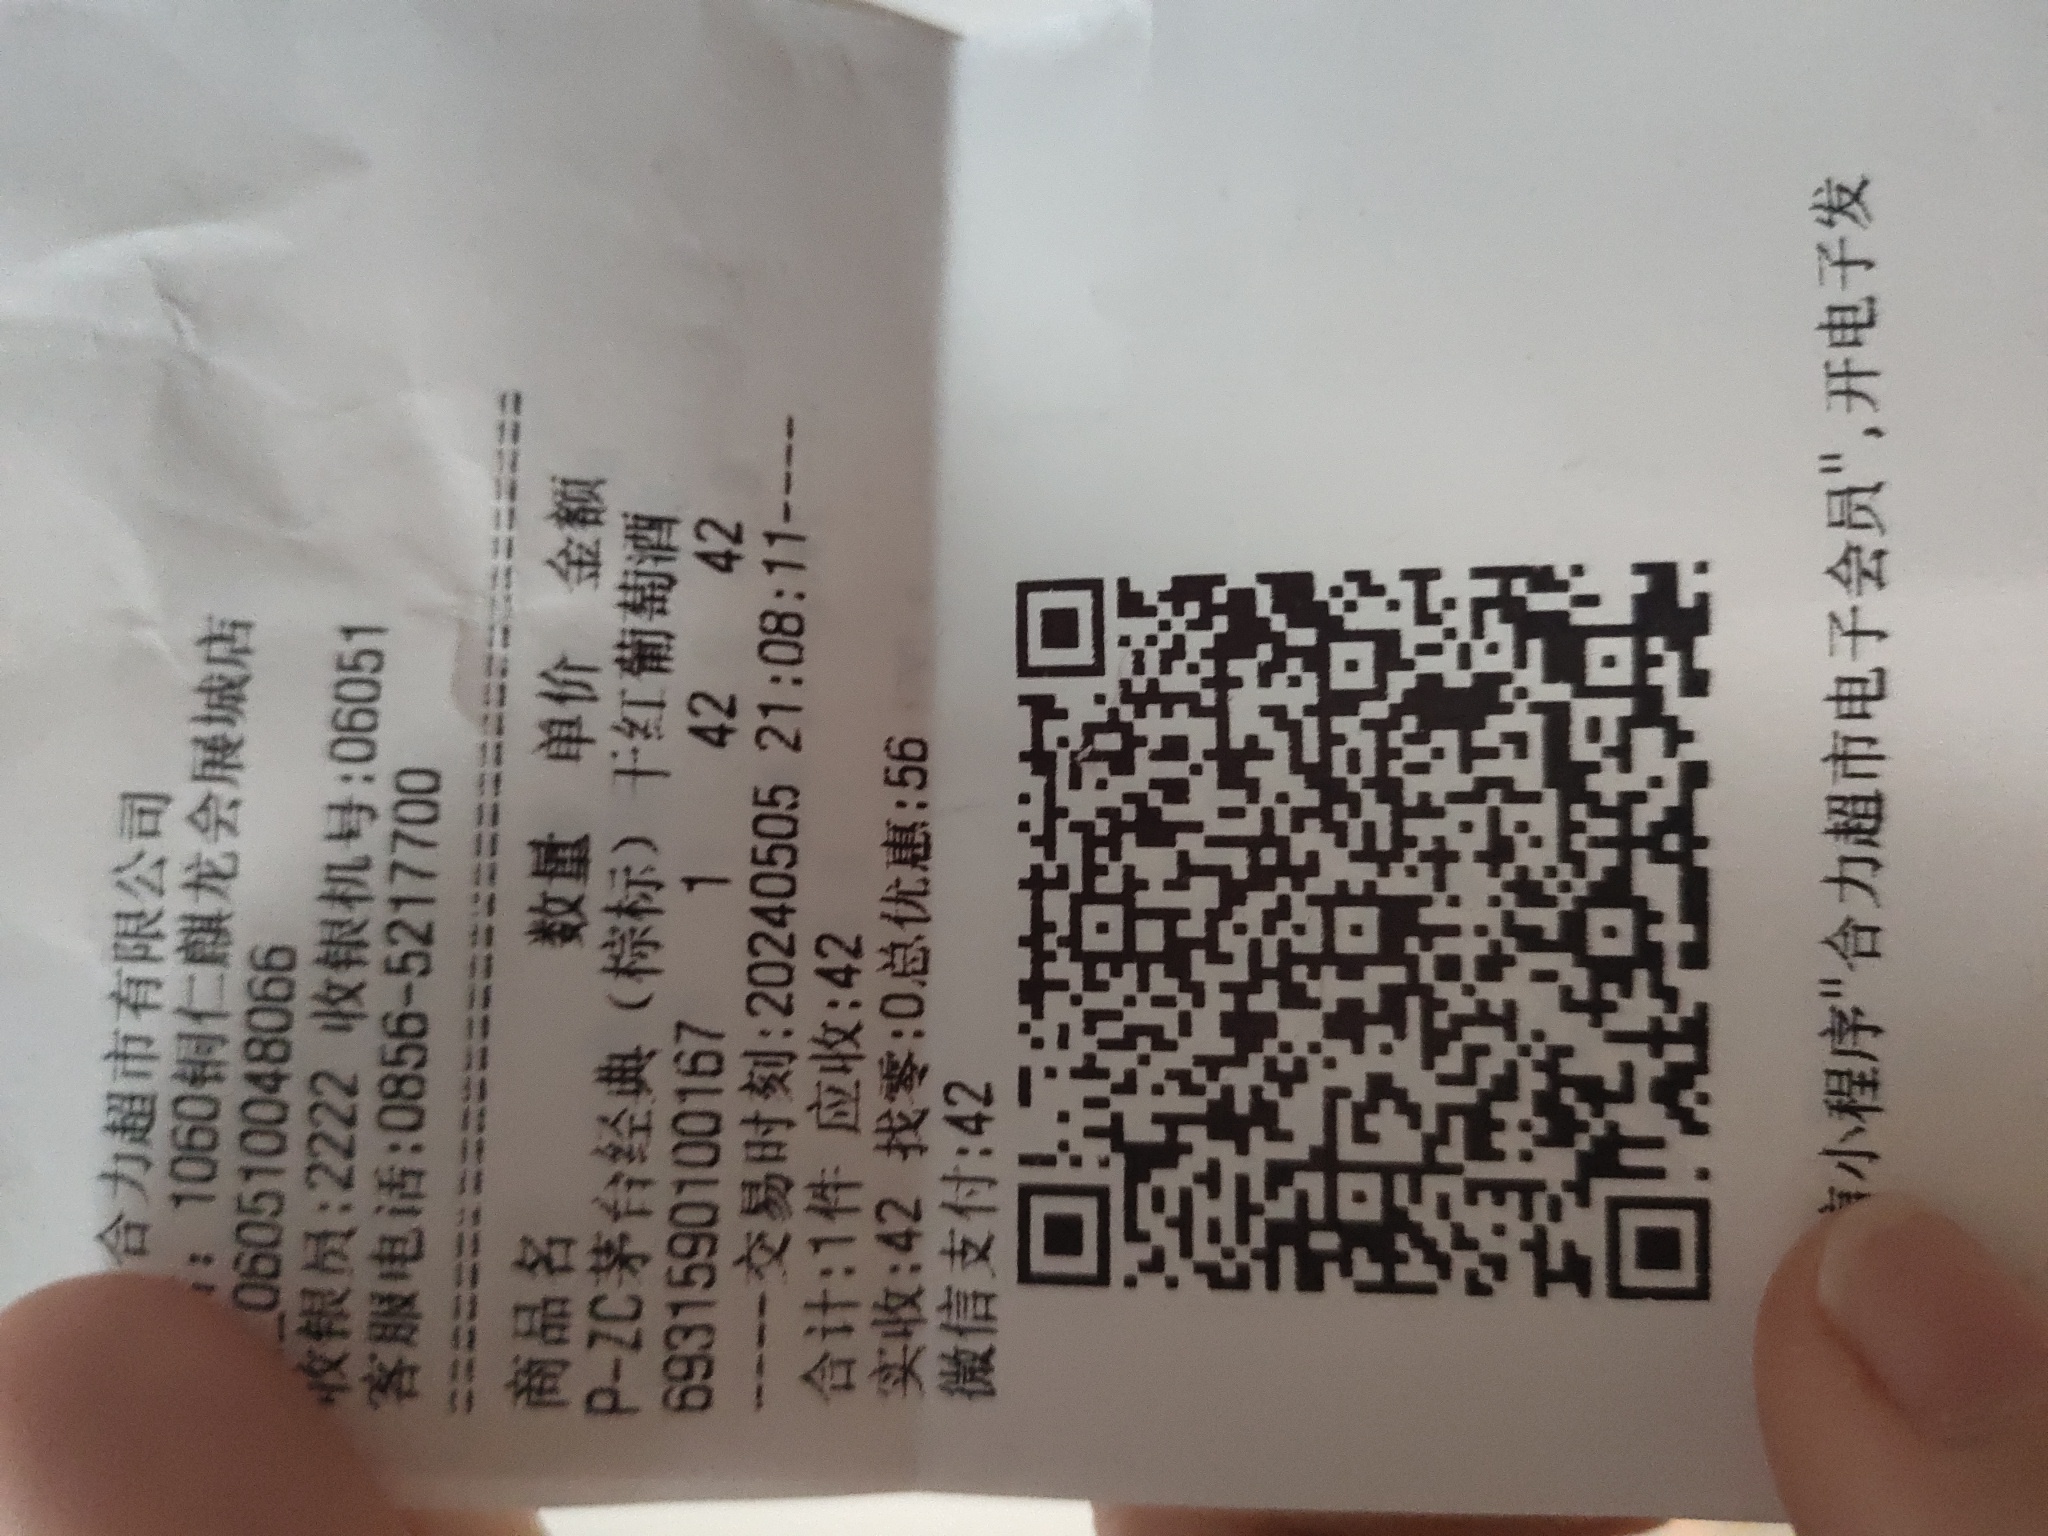 合力超市有限公司
: 1060铜仁麒龙会展城店
_060510048066
收银员:2222 收银机号:06051
客服电话:0856-5217700
商品名 数量 单价 金额
P-ZC茅台经典（棕标）干红葡萄酒
6931590100167 1 42 42
----交易时刻:20240505 21:08:11----
合计:1件 应收:42
实收:42 找零:0总优惠:56
微信支付:42
小程序"合力超市电子会员",开电子发